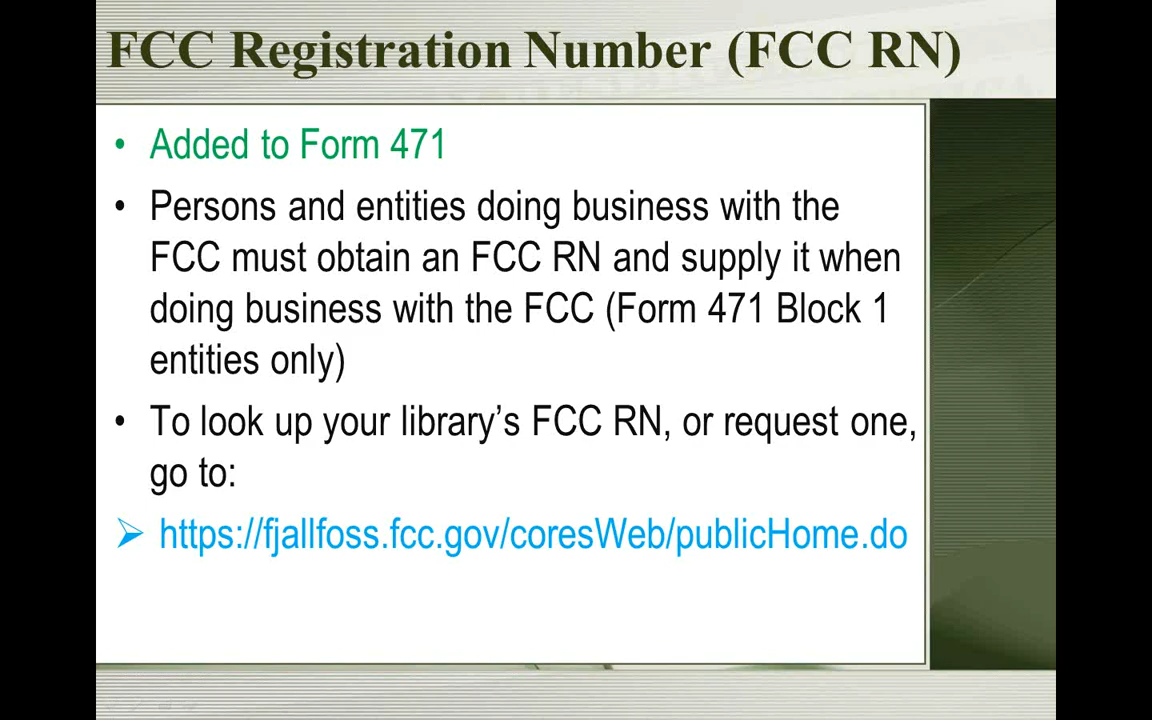 FCC Registration Number (FCC RN)
• Added to Form 471
• Persons and entities doing business with the
FCC must obtain an FCC RN and supply it when
doing business with the FCC (Form 471 Block 1
entities only)
• To look up your library’s FCC RN, or request one,
go to:
➢ https://fjallfoss.fcc.gov/coresWeb/publicHome.do